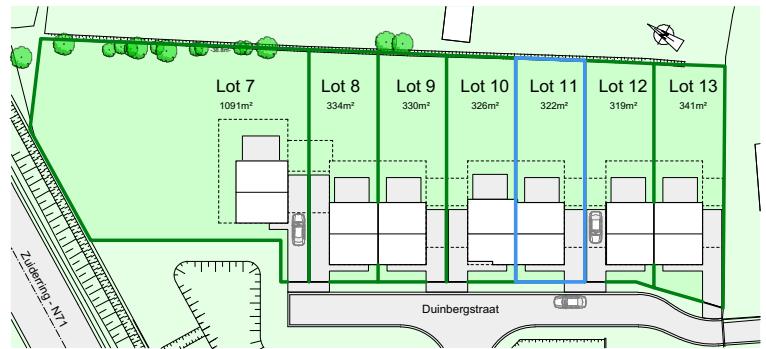 Lot 7
1091m²
Lot 8
334m²
Lot 9
330m²
Lot 10
326m²
Lot 11
322m²
Lot 12
319m²
Lot 13
341m²
Zuiderring - N71
Duinbergstraat